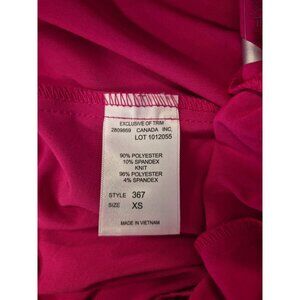 EXCLUSIVE OF TRIM
2809869 CANADA INC.
LOT 1012055
90% POLYESTER
10% SPANDEX
KNIT
96% POLYESTER
4% SPANDEX
STYLE 367
SIZE XS
MADE IN VIETNAM